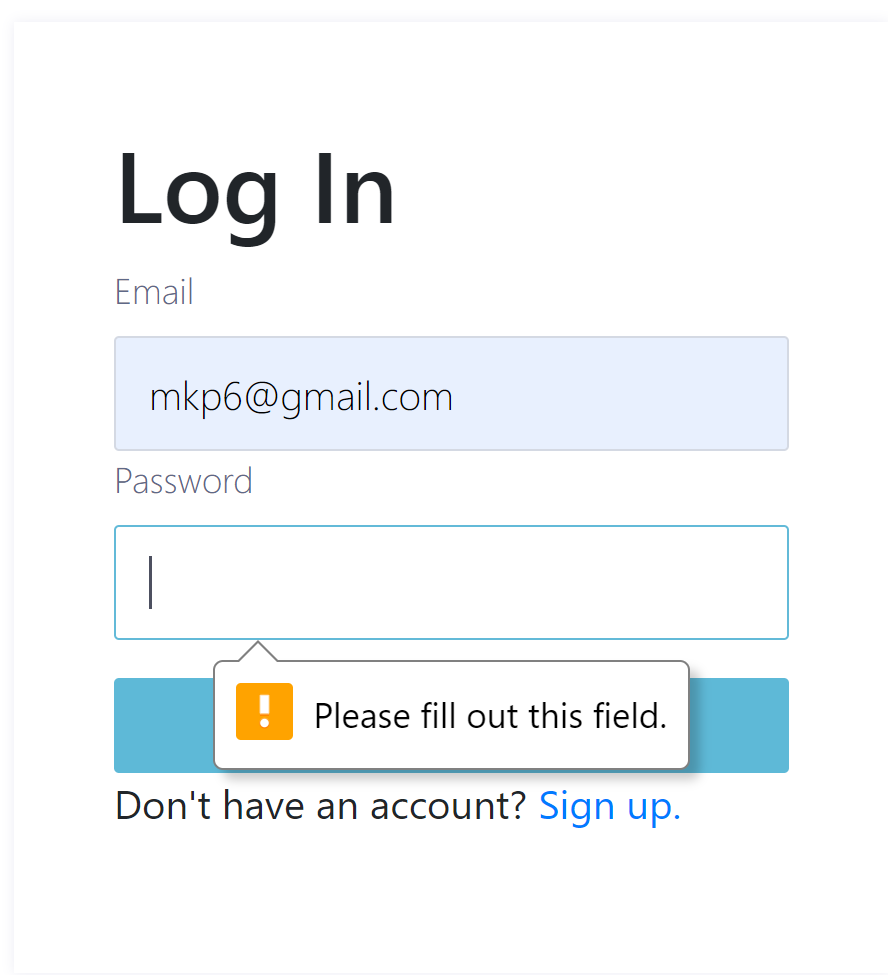 Log In
Email
mkp6@gmail.com
Password
Please fill out this field.
Don't have an account? Sign up.